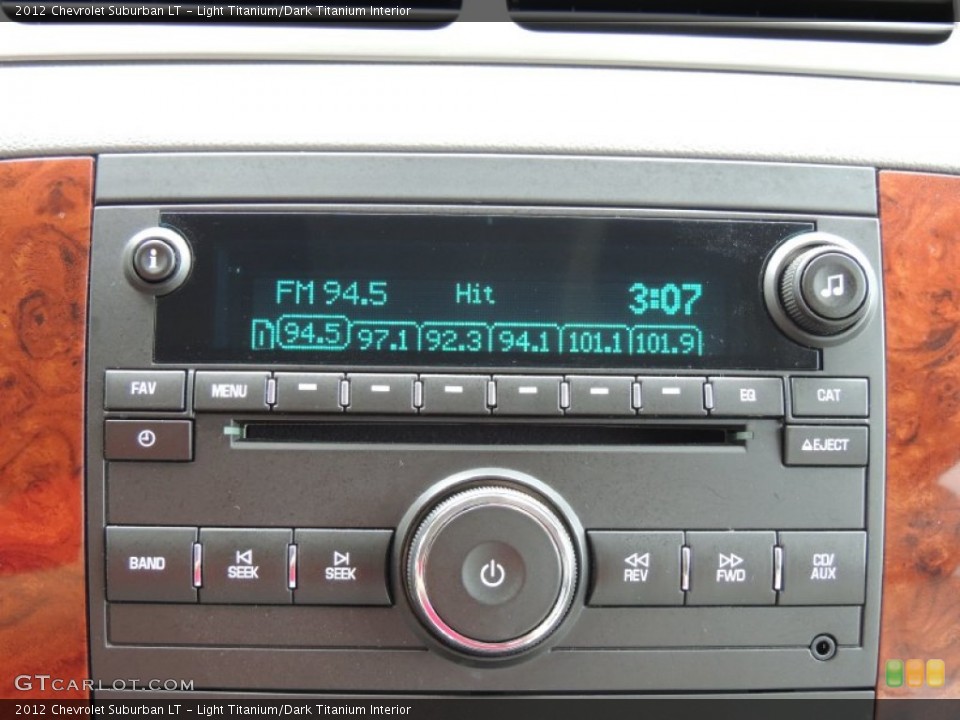 2012 Chevrolet Suburban LT - Light Titanium/Dark Titanium Interior
i
FM 94.5 Hit 3:07
94.5 97.1 92.3 94.1 101.1 101.9
FAV MENU EQ CAT
EJECT
BAND SEEK SEEK REV FWD CD/
AUX
GTCARLOT.COM
2012 Chevrolet Suburban LT - Light Titanium/Dark Titanium Interior